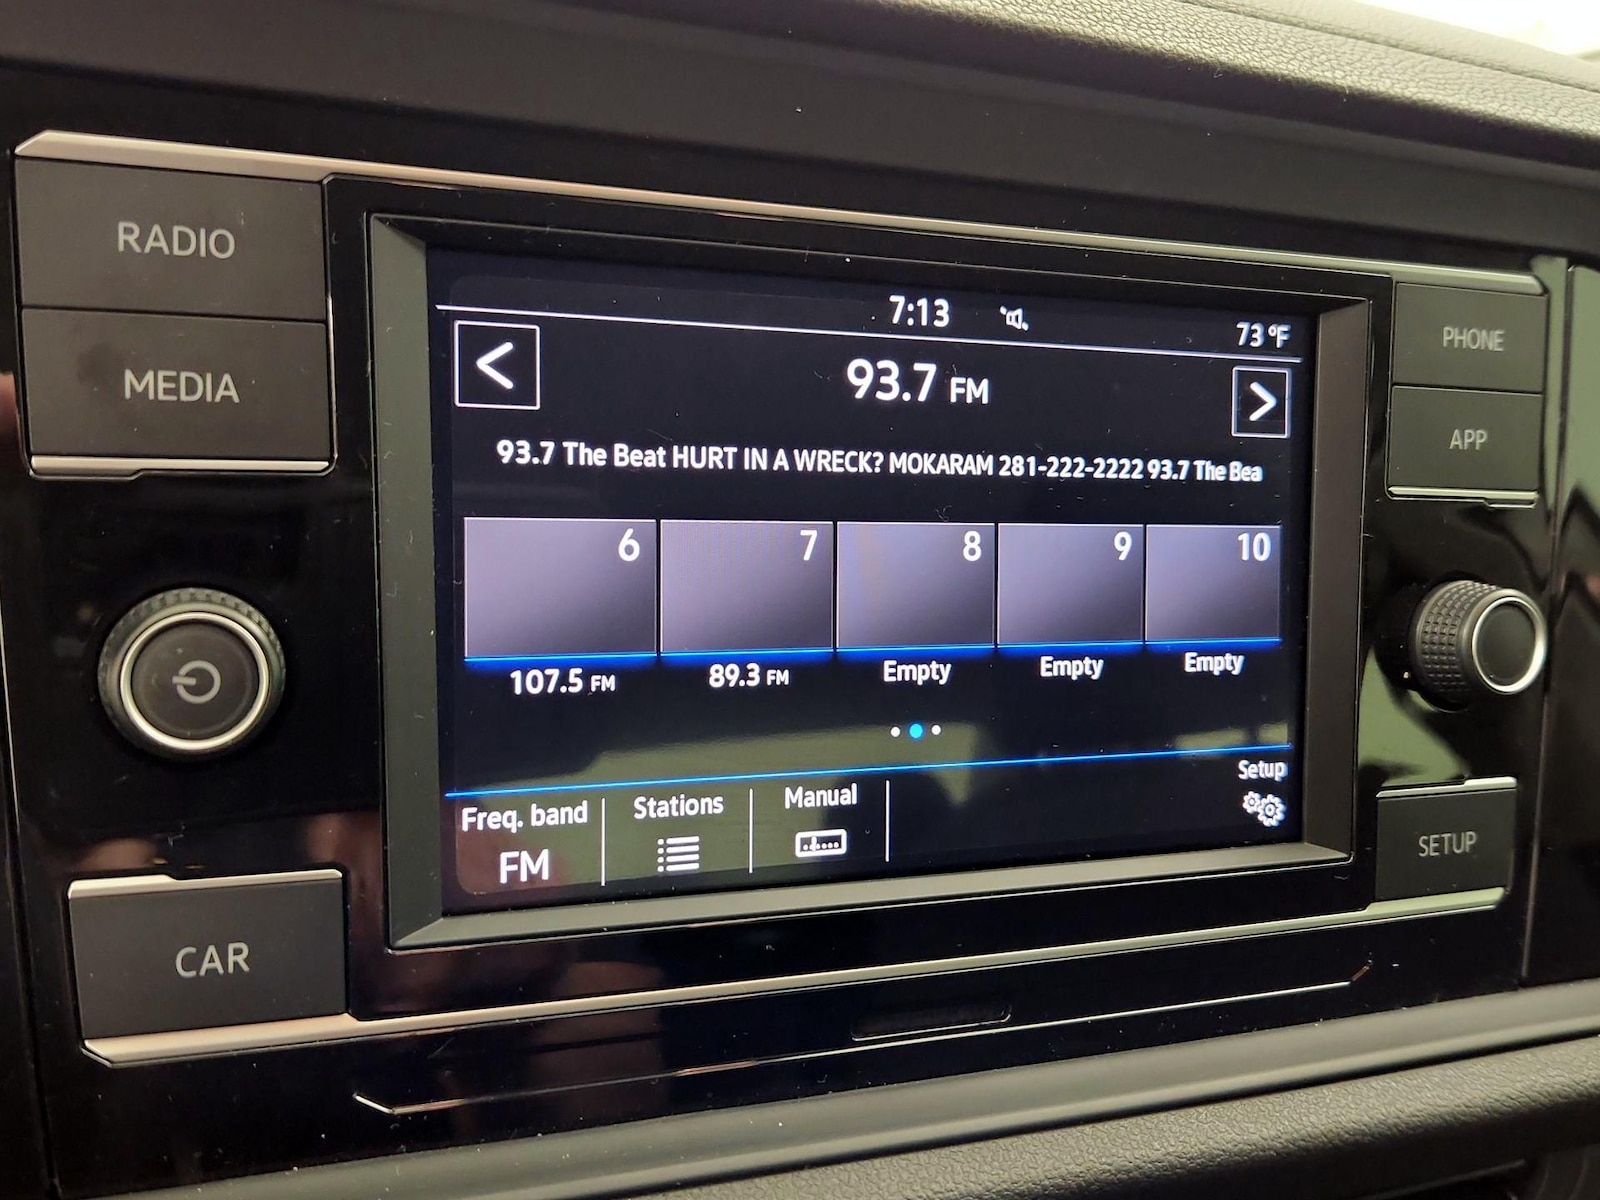 RADIO
MEDIA
CAR
7:13
73 °F
93.7 FM
93.7 The Beat HURT IN A WRECK? MOKARAM 281-222-2222 93.7 The Bea
6
7
8
9
10
107.5 FM
89.3 FM
Empty
Empty
Empty
Freq. band
FM
Stations
Manual
Setup
PHONE
APP
SETUP